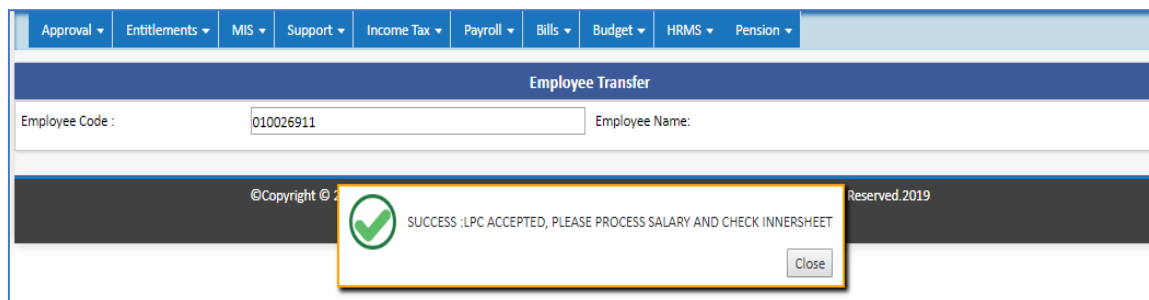 Approval Entitlements MIS Support Income Tax Payroll Bills Budget HRMS Pension
Employee Transfer
Employee Code : 010026911 Employee Name:
©Copyright © 2 Reserved.2019
SUCCESS :LPC ACCEPTED, PLEASE PROCESS SALARY AND CHECK INNERSHEET
Close